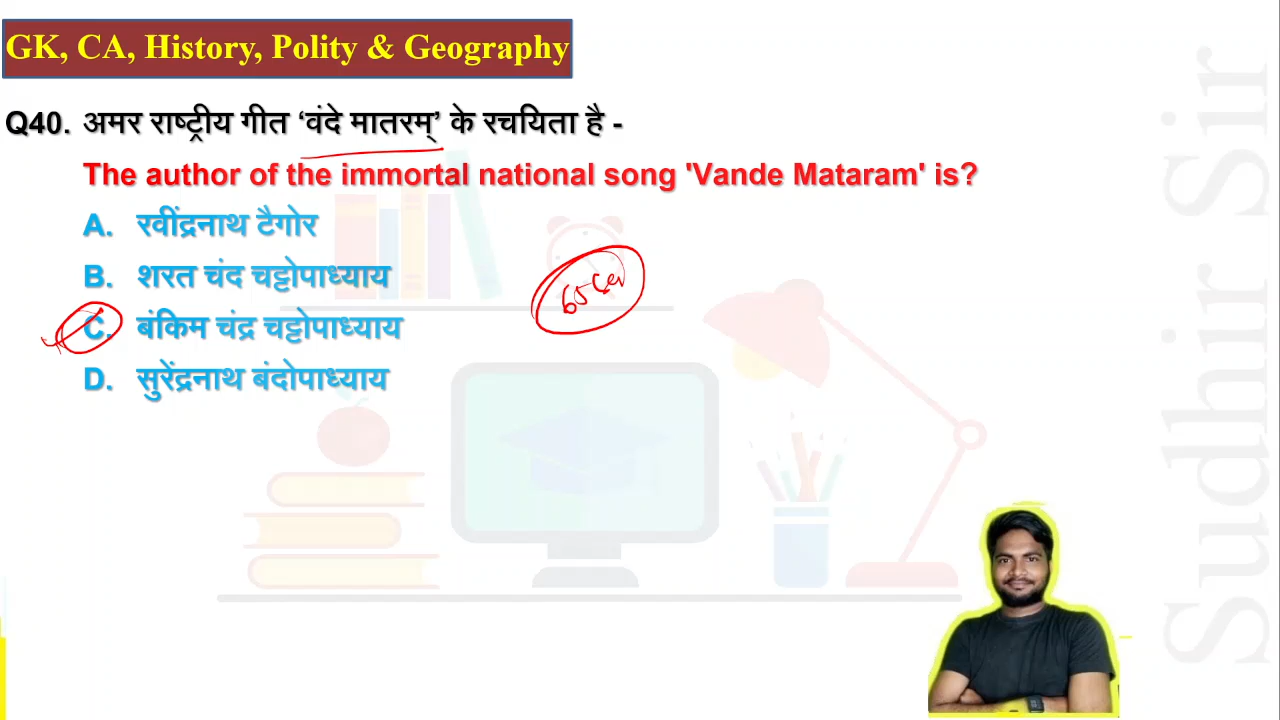 GK, CA, History, Polity & Geography
Q40. अमर राष्ट्रीय गीत ‘वंदे मातरम्’ के रचयिता है -
The author of the immortal national song 'Vande Mataram' is?
A. रवींद्रनाथ टैगोर
B. शरत चंद चट्टोपाध्याय
C. बंकिम चंद्र चट्टोपाध्याय
D. सुरेंद्रनाथ बंदोपाध्याय
Sudhir Sir